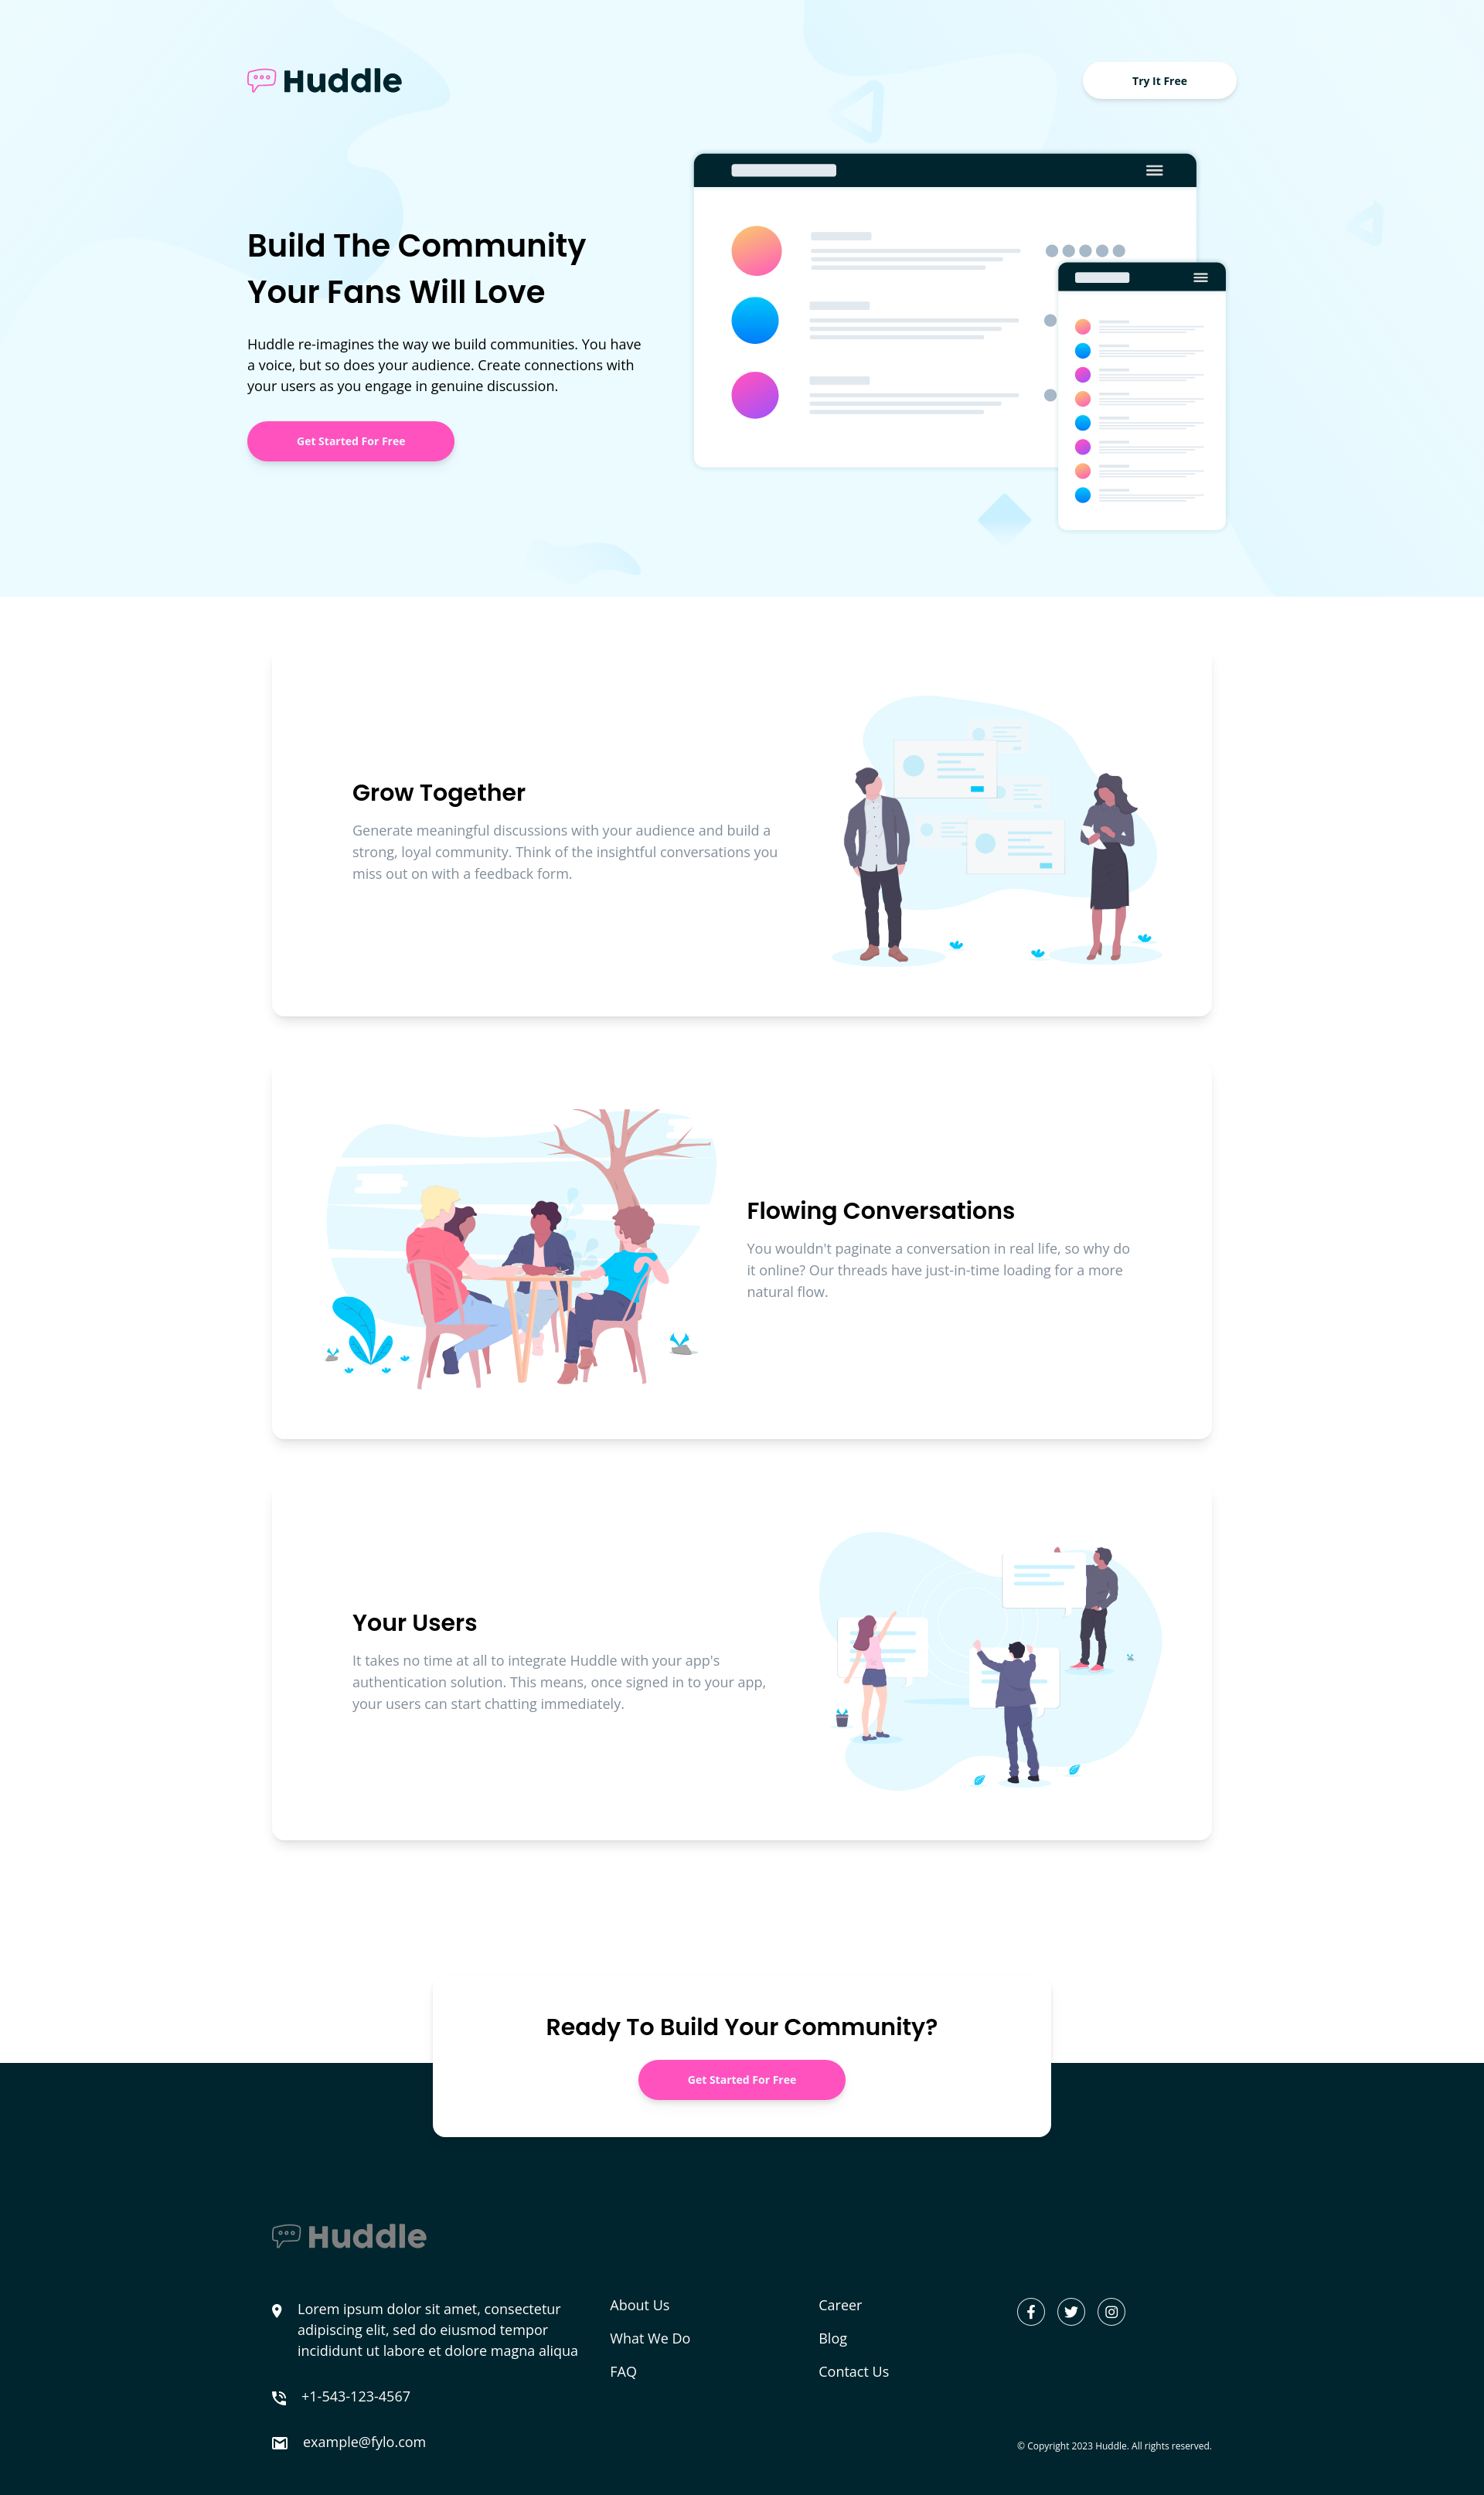 Huddle
Try It Free
Build The Community
Your Fans Will Love
Huddle re-imagines the way we build communities. You have
a voice, but so does your audience. Create connections with
your users as you engage in genuine discussion.
Get Started For Free
Grow Together
Generate meaningful discussions with your audience and build a
strong, loyal community. Think of the insightful conversations you
miss out on with a feedback form.
Flowing Conversations
You wouldn't paginate a conversation in real life, so why do
it online? Our threads have just-in-time loading for a more
natural flow.
Your Users
It takes no time at all to integrate Huddle with your app's
authentication solution. This means, once signed in to your app,
your users can start chatting immediately.
Ready To Build Your Community?
Get Started For Free
Huddle
Lorem ipsum dolor sit amet, consectetur
adipiscing elit, sed do eiusmod tempor
incididunt ut labore et dolore magna aliqua
+1-543-123-4567
example@fylo.com
About Us
What We Do
FAQ
Career
Blog
Contact Us
© Copyright 2023 Huddle. All rights reserved.